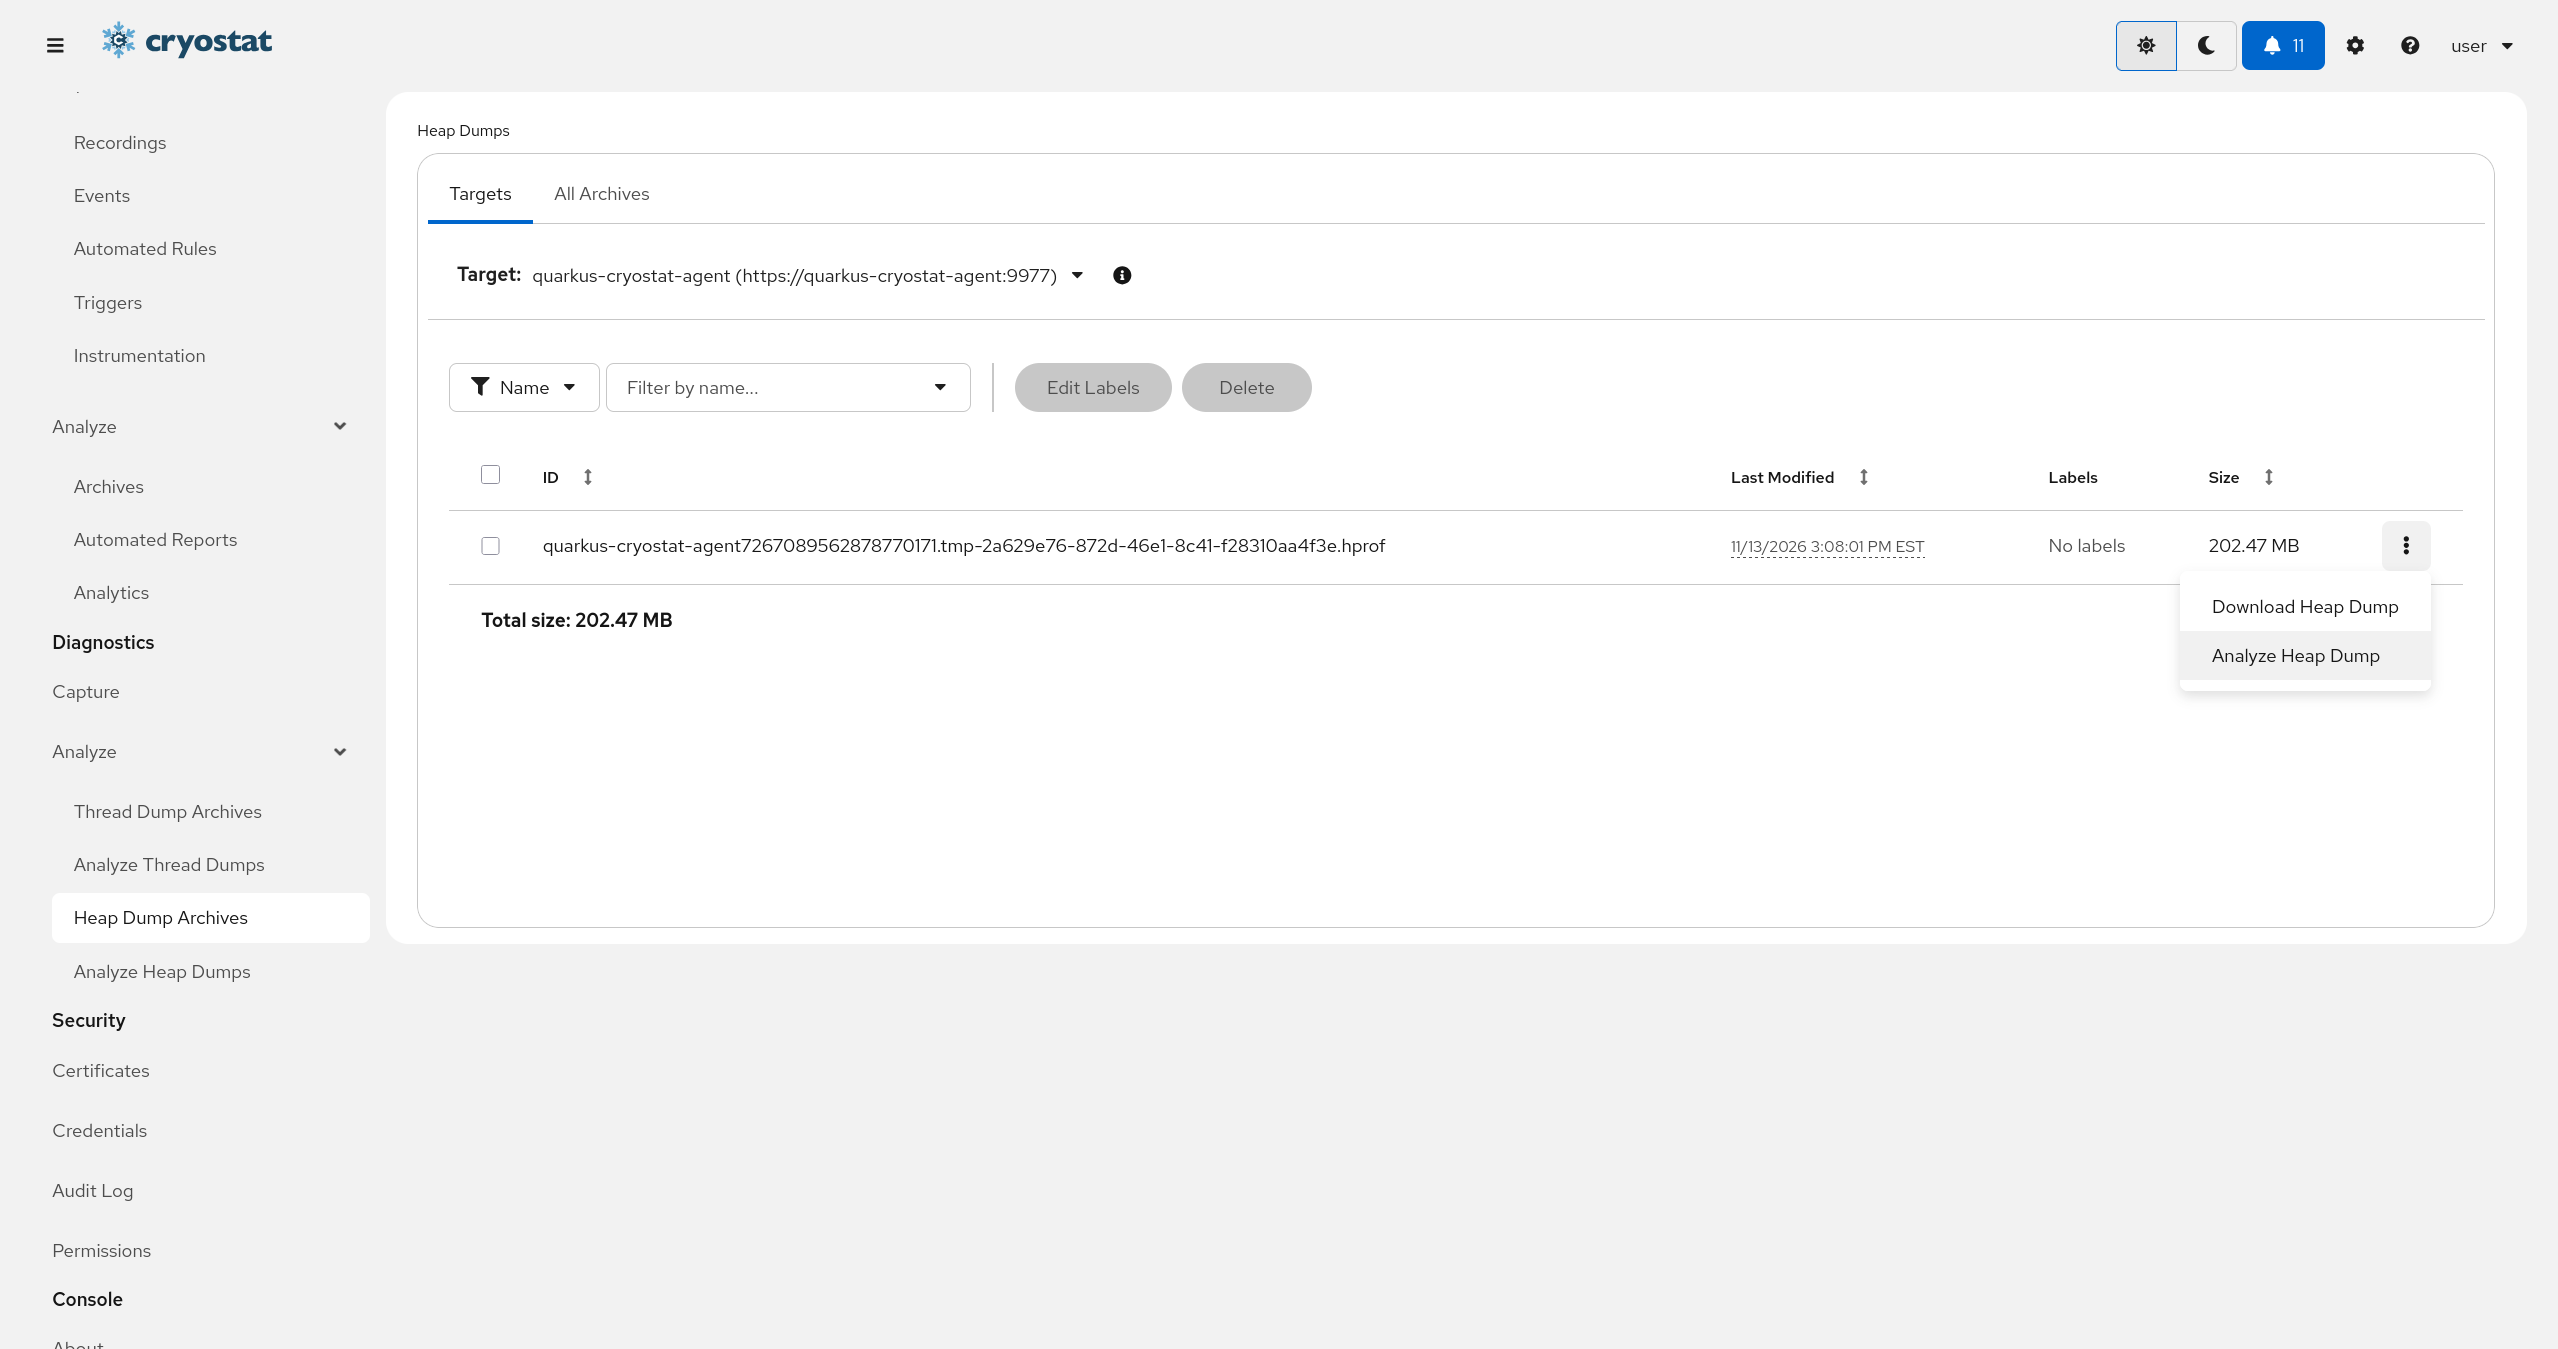 cryostat
11
user
Recordings
Events
Automated Rules
Triggers
Instrumentation
Analyze
Archives
Automated Reports
Analytics
Diagnostics
Capture
Analyze
Thread Dump Archives
Analyze Thread Dumps
Heap Dump Archives
Analyze Heap Dumps
Security
Certificates
Credentials
Audit Log
Permissions
Console
About
Heap Dumps
Targets All Archives
Target: quarkus-cryostat-agent (https://quarkus-cryostat-agent:9977)
Name Filter by name... Edit Labels Delete
ID Last Modified Labels Size
quarkus-cryostat-agent7267089562878770171.tmp-2a629e76-872d-46e1-8c41-f28310aa4f3e.hprof 11/13/2026 3:08:01 PM EST No labels 202.47 MB
Total size: 202.47 MB
Download Heap Dump
Analyze Heap Dump